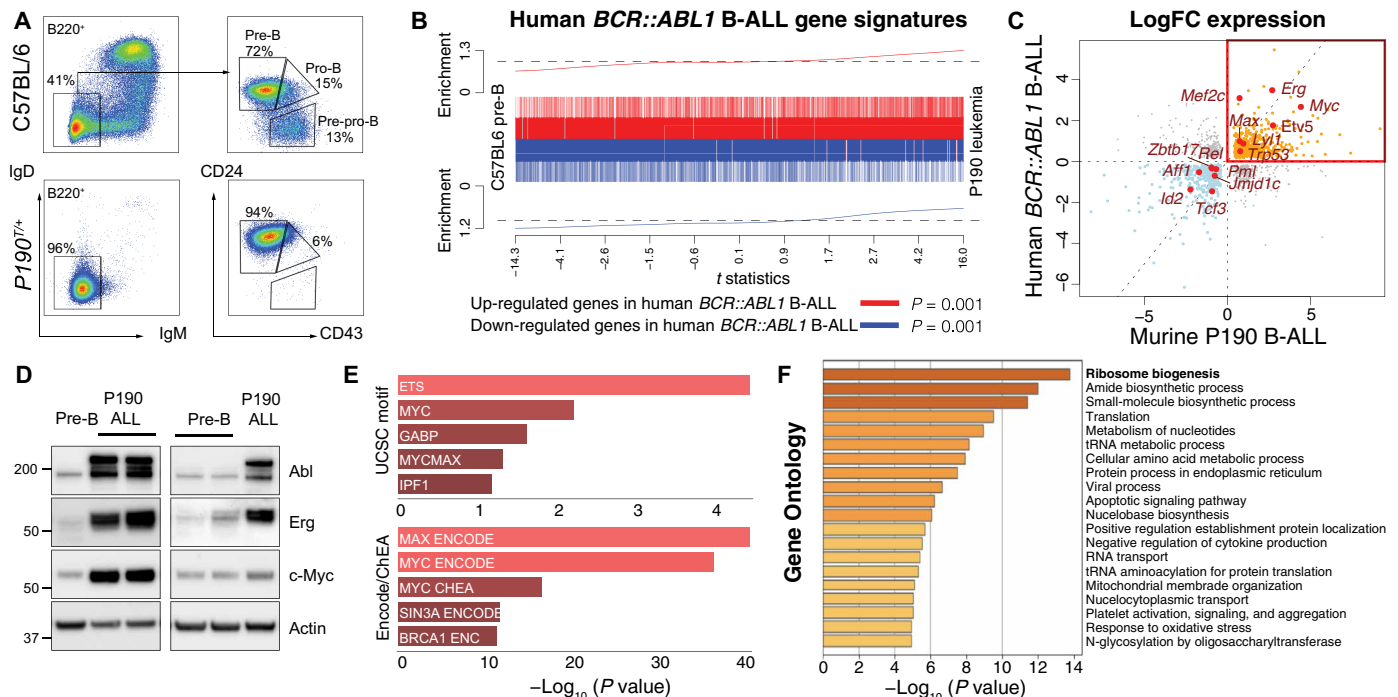 A
C57BL/6
B220+
41%
Pre-B
72%
Pro-B
15%
Pre-pro-B
13%
IgD
CD24
P190T/+
B220+
96%
94%
6%
IgM
CD43
B
Human BCR::ABL1 B-ALL gene signatures
Enrichment
1.3
0
C57BL6 pre-B
P190 leukemia
Enrichment
0
1.2
−14.3
−4.1
−2.6
−1.5
−0.6
0.1
0.9
1.7
2.7
4.2
16.0
t statistics
Up-regulated genes in human BCR::ABL1 B-ALL
P = 0.001
Down-regulated genes in human BCR::ABL1 B-ALL
P = 0.001
C
LogFC expression
Human BCR::ABL1 B-ALL
4
2
0
−2
−4
−6
Erg
Mef2c
Myc
Max
Etv5
Lyl1
Zbtb17
Rel
Trp53
Aff1
Pml
Jmjd1c
Id2
Tcf3
−5
0
5
Murine P190 B-ALL
D
P190
Pre-B
ALL
P190
Pre-B
ALL
200
Abl
50
Erg
50
c-Myc
37
Actin
E
UCSC motif
ETS
MYC
GABP
MYCMAX
IPF1
0
1
2
3
4
Encode/ChEA
MAX ENCODE
MYC ENCODE
MYC CHEA
SIN3A ENCODE
BRCA1 ENC
0
10
20
30
40
−Log10 (P value)
F
Gene Ontology
Ribosome biogenesis
Amide biosynthetic process
Small-molecule biosynthetic process
Translation
Metabolism of nucleotides
tRNA metabolic process
Cellular amino acid metabolic process
Protein process in endoplasmic reticulum
Viral process
Apoptotic signaling pathway
Nucelobase biosynthesis
Positive regulation establishment protein localization
Negative regulation of cytokine production
RNA transport
tRNA aminoacylation for protein translation
Mitochondrial membrade organization
Nucelocytoplasmic transport
Platelet activation, signaling, and aggregation
Response to oxidative stress
N-glycosylation by oligosaccharyltransferase
0
2
4
6
8
10
12
14
−Log10 (P value)